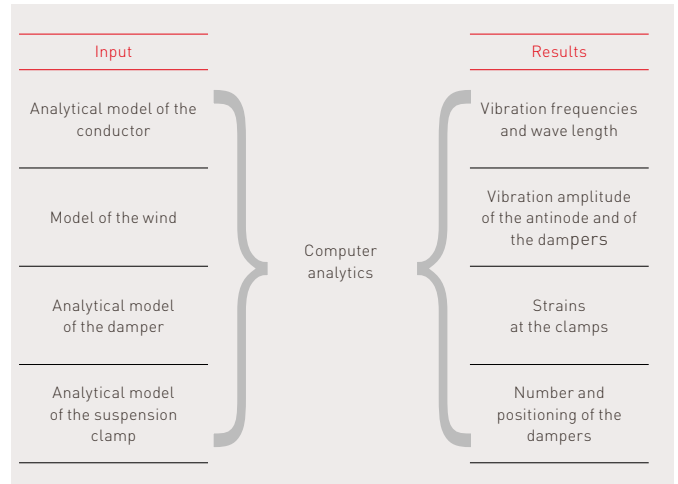 Input
Analytical model of the
conductor
Model of the wind
Analytical model
of the damper
Analytical model
of the suspension
clamp
Computer
analytics
Results
Vibration frequencies
and wave length
Vibration amplitude
of the antinode and of
the dampers
Strains
at the clamps
Number and
positioning of the
dampers